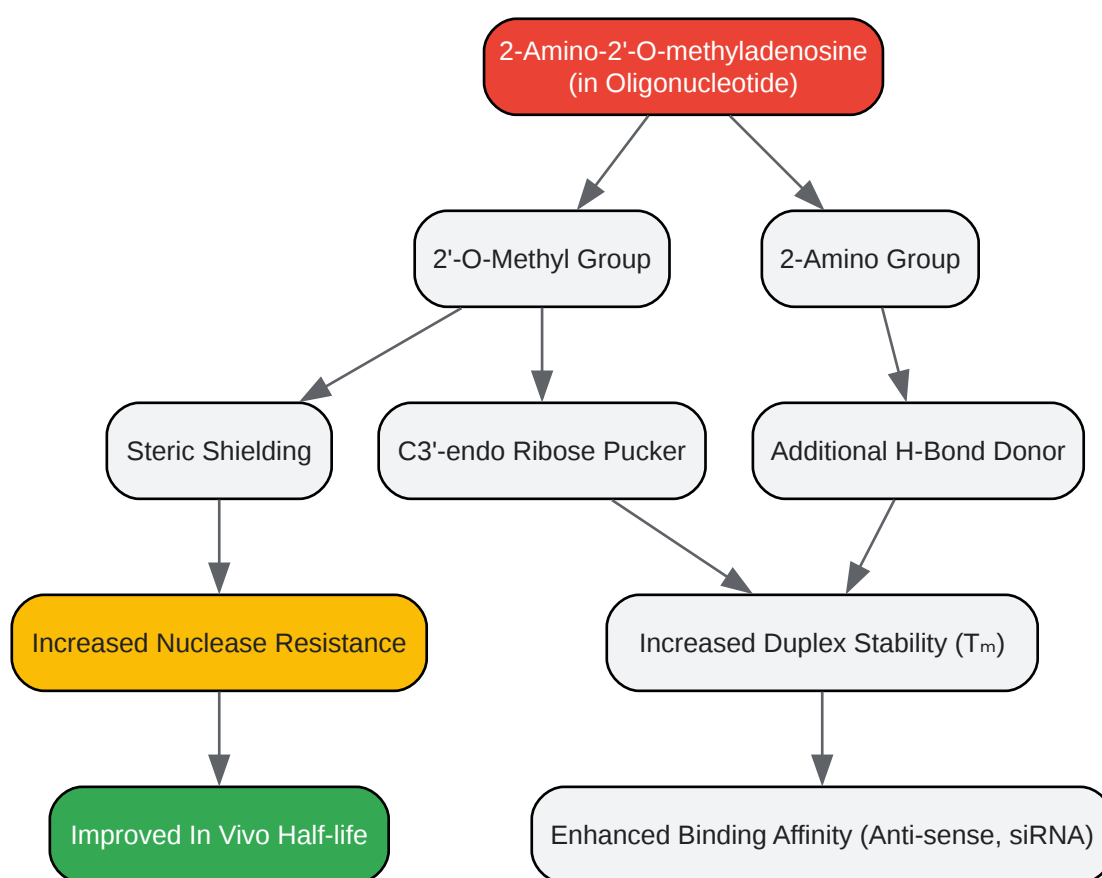 2-Amino-2'-O-methyladenosine
(in Oligonucleotide)
2'-O-Methyl Group
2-Amino Group
Steric Shielding
C3'-endo Ribose Pucker
Additional H-Bond Donor
Increased Nuclease Resistance
Increased Duplex Stability (Tₘ)
Improved In Vivo Half-life
Enhanced Binding Affinity (Anti-sense, siRNA)